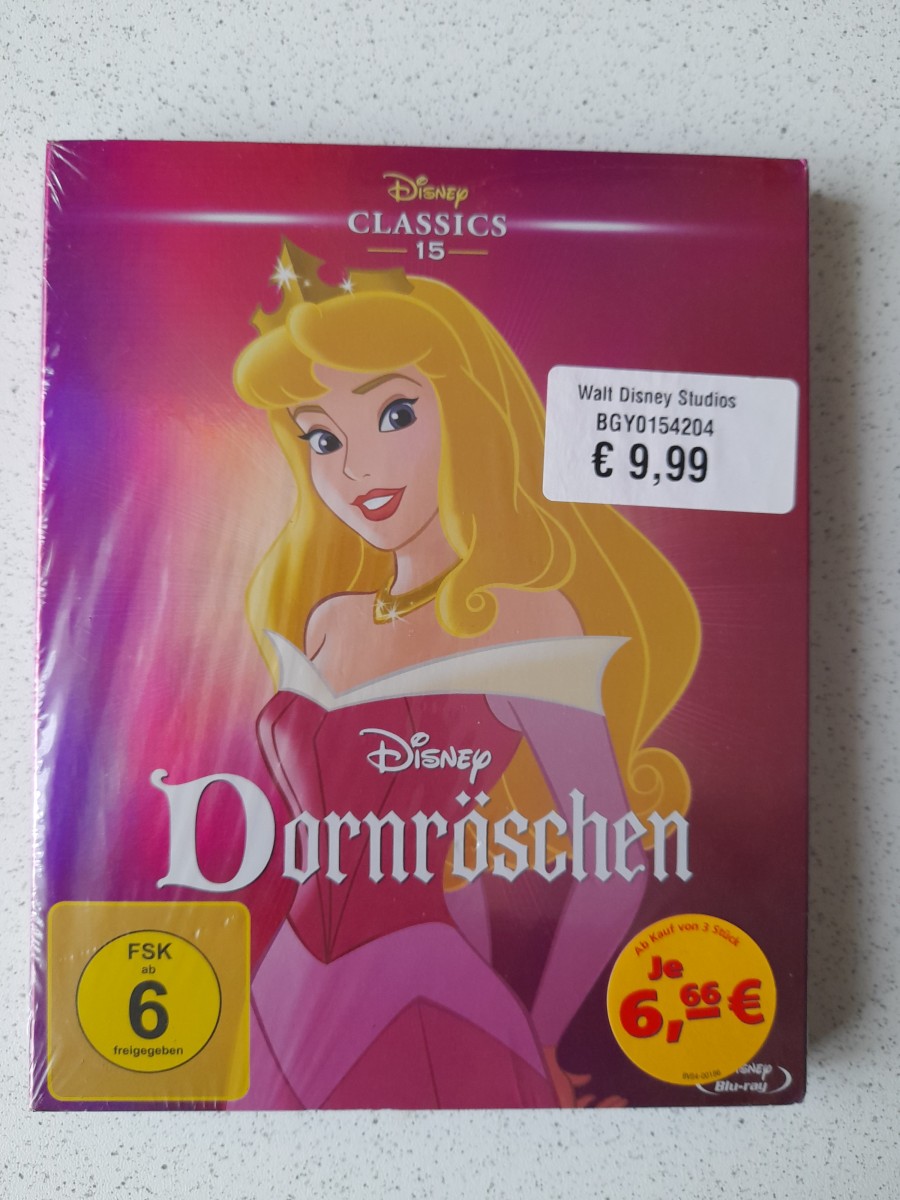 Disney
CLASSICS
15
Walt Disney Studios
BGY0154204
€ 9,99
Disney
Dornröschen
FSK
ab
6
freigegeben
Ab Kauf von 3 Stück
Je
6,66 €
Blu-ray